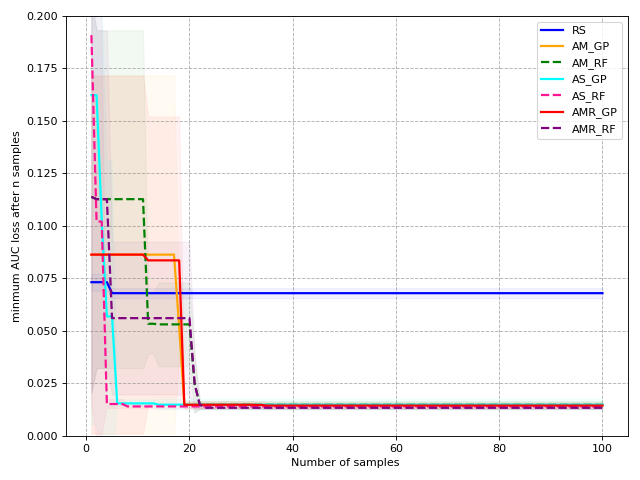 0.200
0.175
0.150
0.125
0.100
0.075
0.050
0.025
0.000
minmum AUC loss after n samples
0
20
40
60
80
100
Number of samples
RS
AM_GP
AM_RF
AS_GP
AS_RF
AMR_GP
AMR_RF